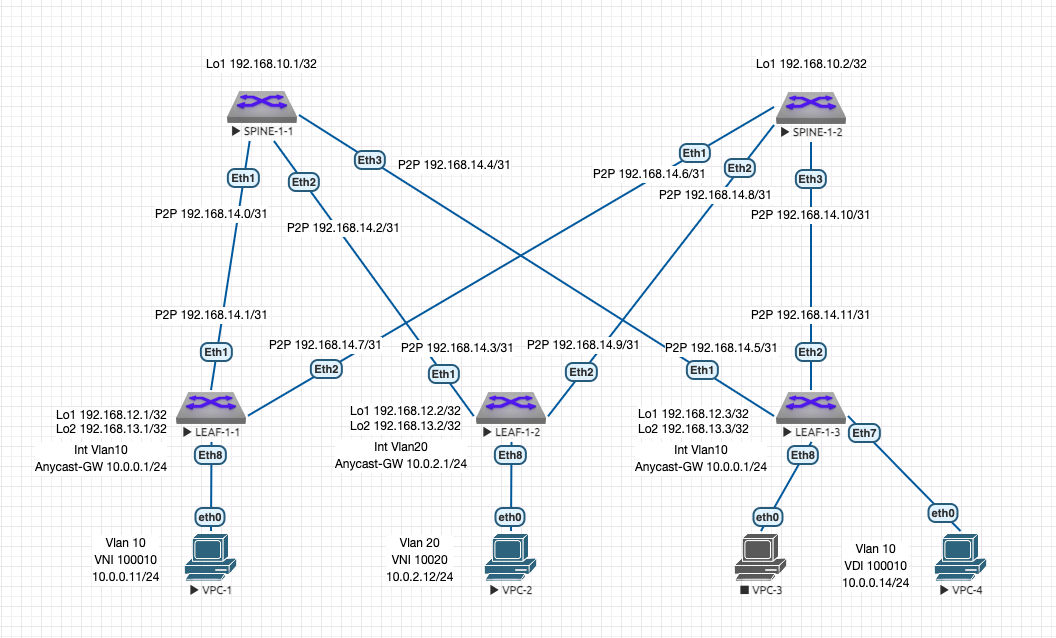 Lo1 192.168.10.1/32
Lo1 192.168.10.2/32
SPINE-1-1
SPINE-1-2
Eth3
P2P 192.168.14.4/31
Eth1
P2P 192.168.14.6/31
Eth2
P2P 192.168.14.8/31
Eth1
Eth2
Eth3
P2P 192.168.14.0/31
P2P 192.168.14.2/31
P2P 192.168.14.10/31
P2P 192.168.14.1/31
P2P 192.168.14.11/31
P2P 192.168.14.7/31
P2P 192.168.14.3/31
P2P 192.168.14.9/31
P2P 192.168.14.5/31
Eth1
Eth2
Eth1
Eth2
Eth1
Eth2
Lo1 192.168.12.1/32
Lo2 192.168.13.1/32
LEAF-1-1
Lo1 192.168.12.2/32
Lo2 192.168.13.2/32
LEAF-1-2
Lo1 192.168.12.3/32
Lo2 192.168.13.3/32
LEAF-1-3
Eth7
Int Vlan10
Anycast-GW 10.0.0.1/24
Eth8
Int Vlan20
Anycast-GW 10.0.2.1/24
Eth8
Int Vlan10
Anycast-GW 10.0.0.1/24
Eth8
eth0
eth0
eth0
eth0
Vlan 10
VNI 100010
10.0.0.11/24
VPC-1
Vlan 20
VNI 10020
10.0.2.12/24
VPC-2
VPC-3
Vlan 10
VDI 100010
10.0.0.14/24
VPC-4